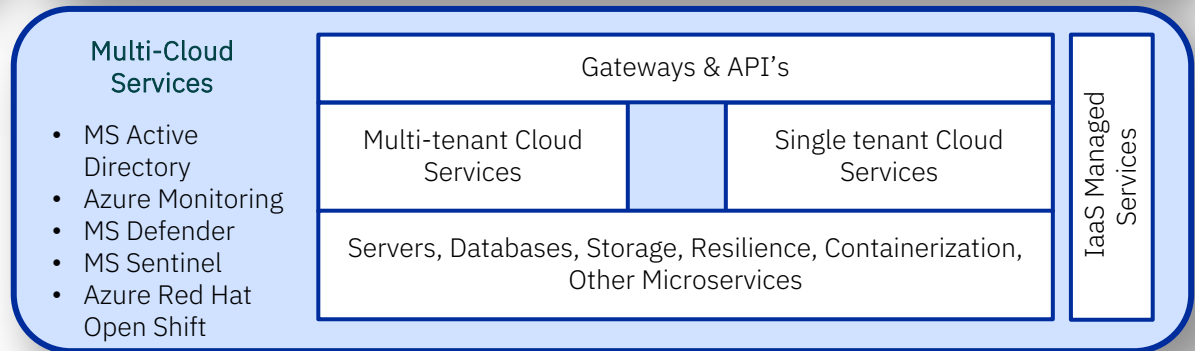 Multi-Cloud
Services
• MS Active
Directory
• Azure Monitoring
• MS Defender
• MS Sentinel
• Azure Red Hat
Open Shift
Gateways & API's
Multi-tenant Cloud
Services
Single tenant Cloud
Services
Servers, Databases, Storage, Resilience, Containerization,
Other Microservices
IaaS Managed
Services